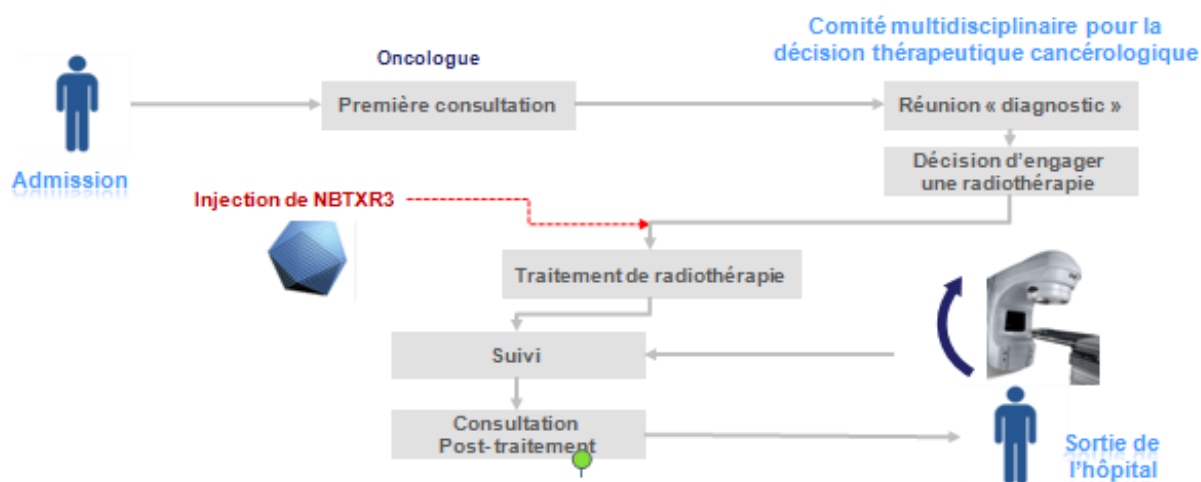 Comité multidisciplinaire pour la
décision thérapeutique cancérologique
Oncologue
Première consultation
Réunion « diagnostic »
Admission
Décision d'engager
une radiothérapie
Injection de NBTXR3
Traitement de radiothérapie
Suivi
Consultation
Post-traitement
Sortie de
l'hôpital